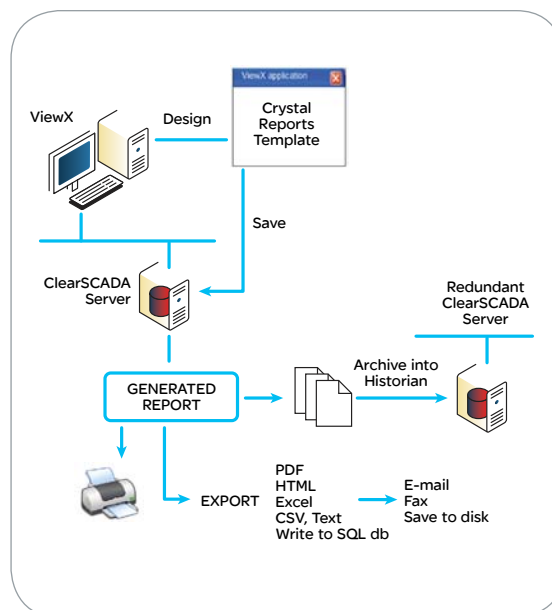 ViewX application
Crystal
Reports
Template
ViewX
Design
Save
ClearSCADA
Server
Redundant
ClearSCADA
Server
GENERATED
REPORT
Archive into
Historian
EXPORT
PDF
HTML
Excel
CSV, Text
Write to SQL db
E-mail
Fax
Save to disk